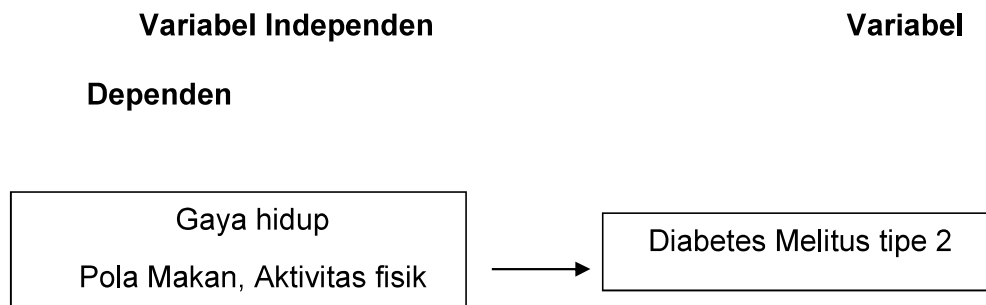 Variabel Independen Variabel
Dependen
Gaya hidup
Pola Makan, Aktivitas fisik
Diabetes Melitus tipe 2